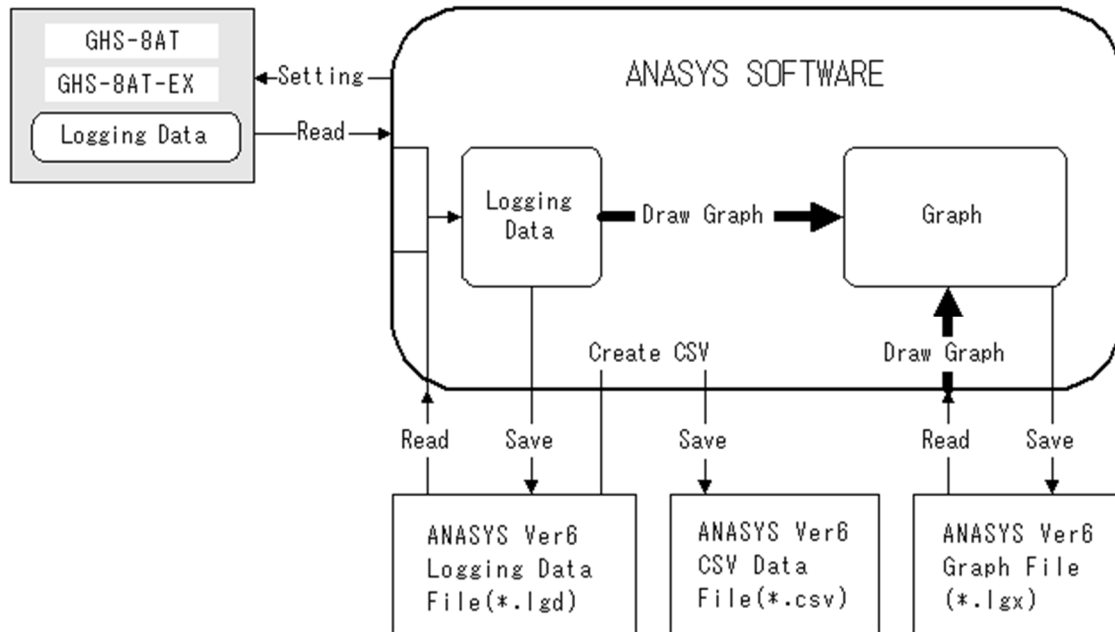 GHS-8AT
GHS-8AT-EX
Logging Data
Setting
Read
ANASYS SOFTWARE
Logging
Data
Draw Graph
Graph
Create CSV
Draw Graph
Read
Save
Save
Read
Save
ANASYS Ver6
Logging Data
File(*.lgd)
ANASYS Ver6
CSV Data
File(*.csv)
ANASYS Ver6
Graph File
(*.lgx)